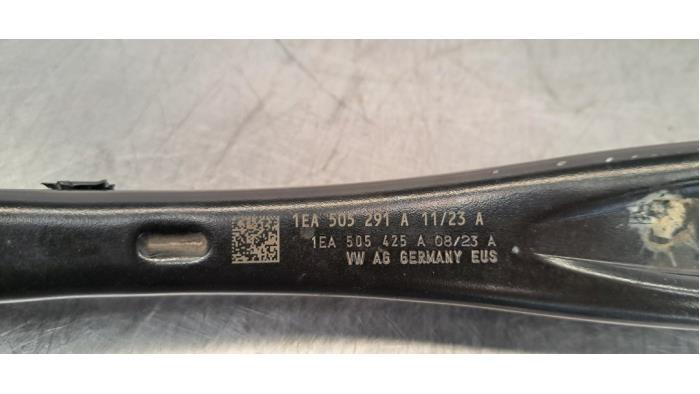 1EA 505 291 A 11/23 A
1EA 505 425 A 08/23 A
VW AG GERMANY EUS